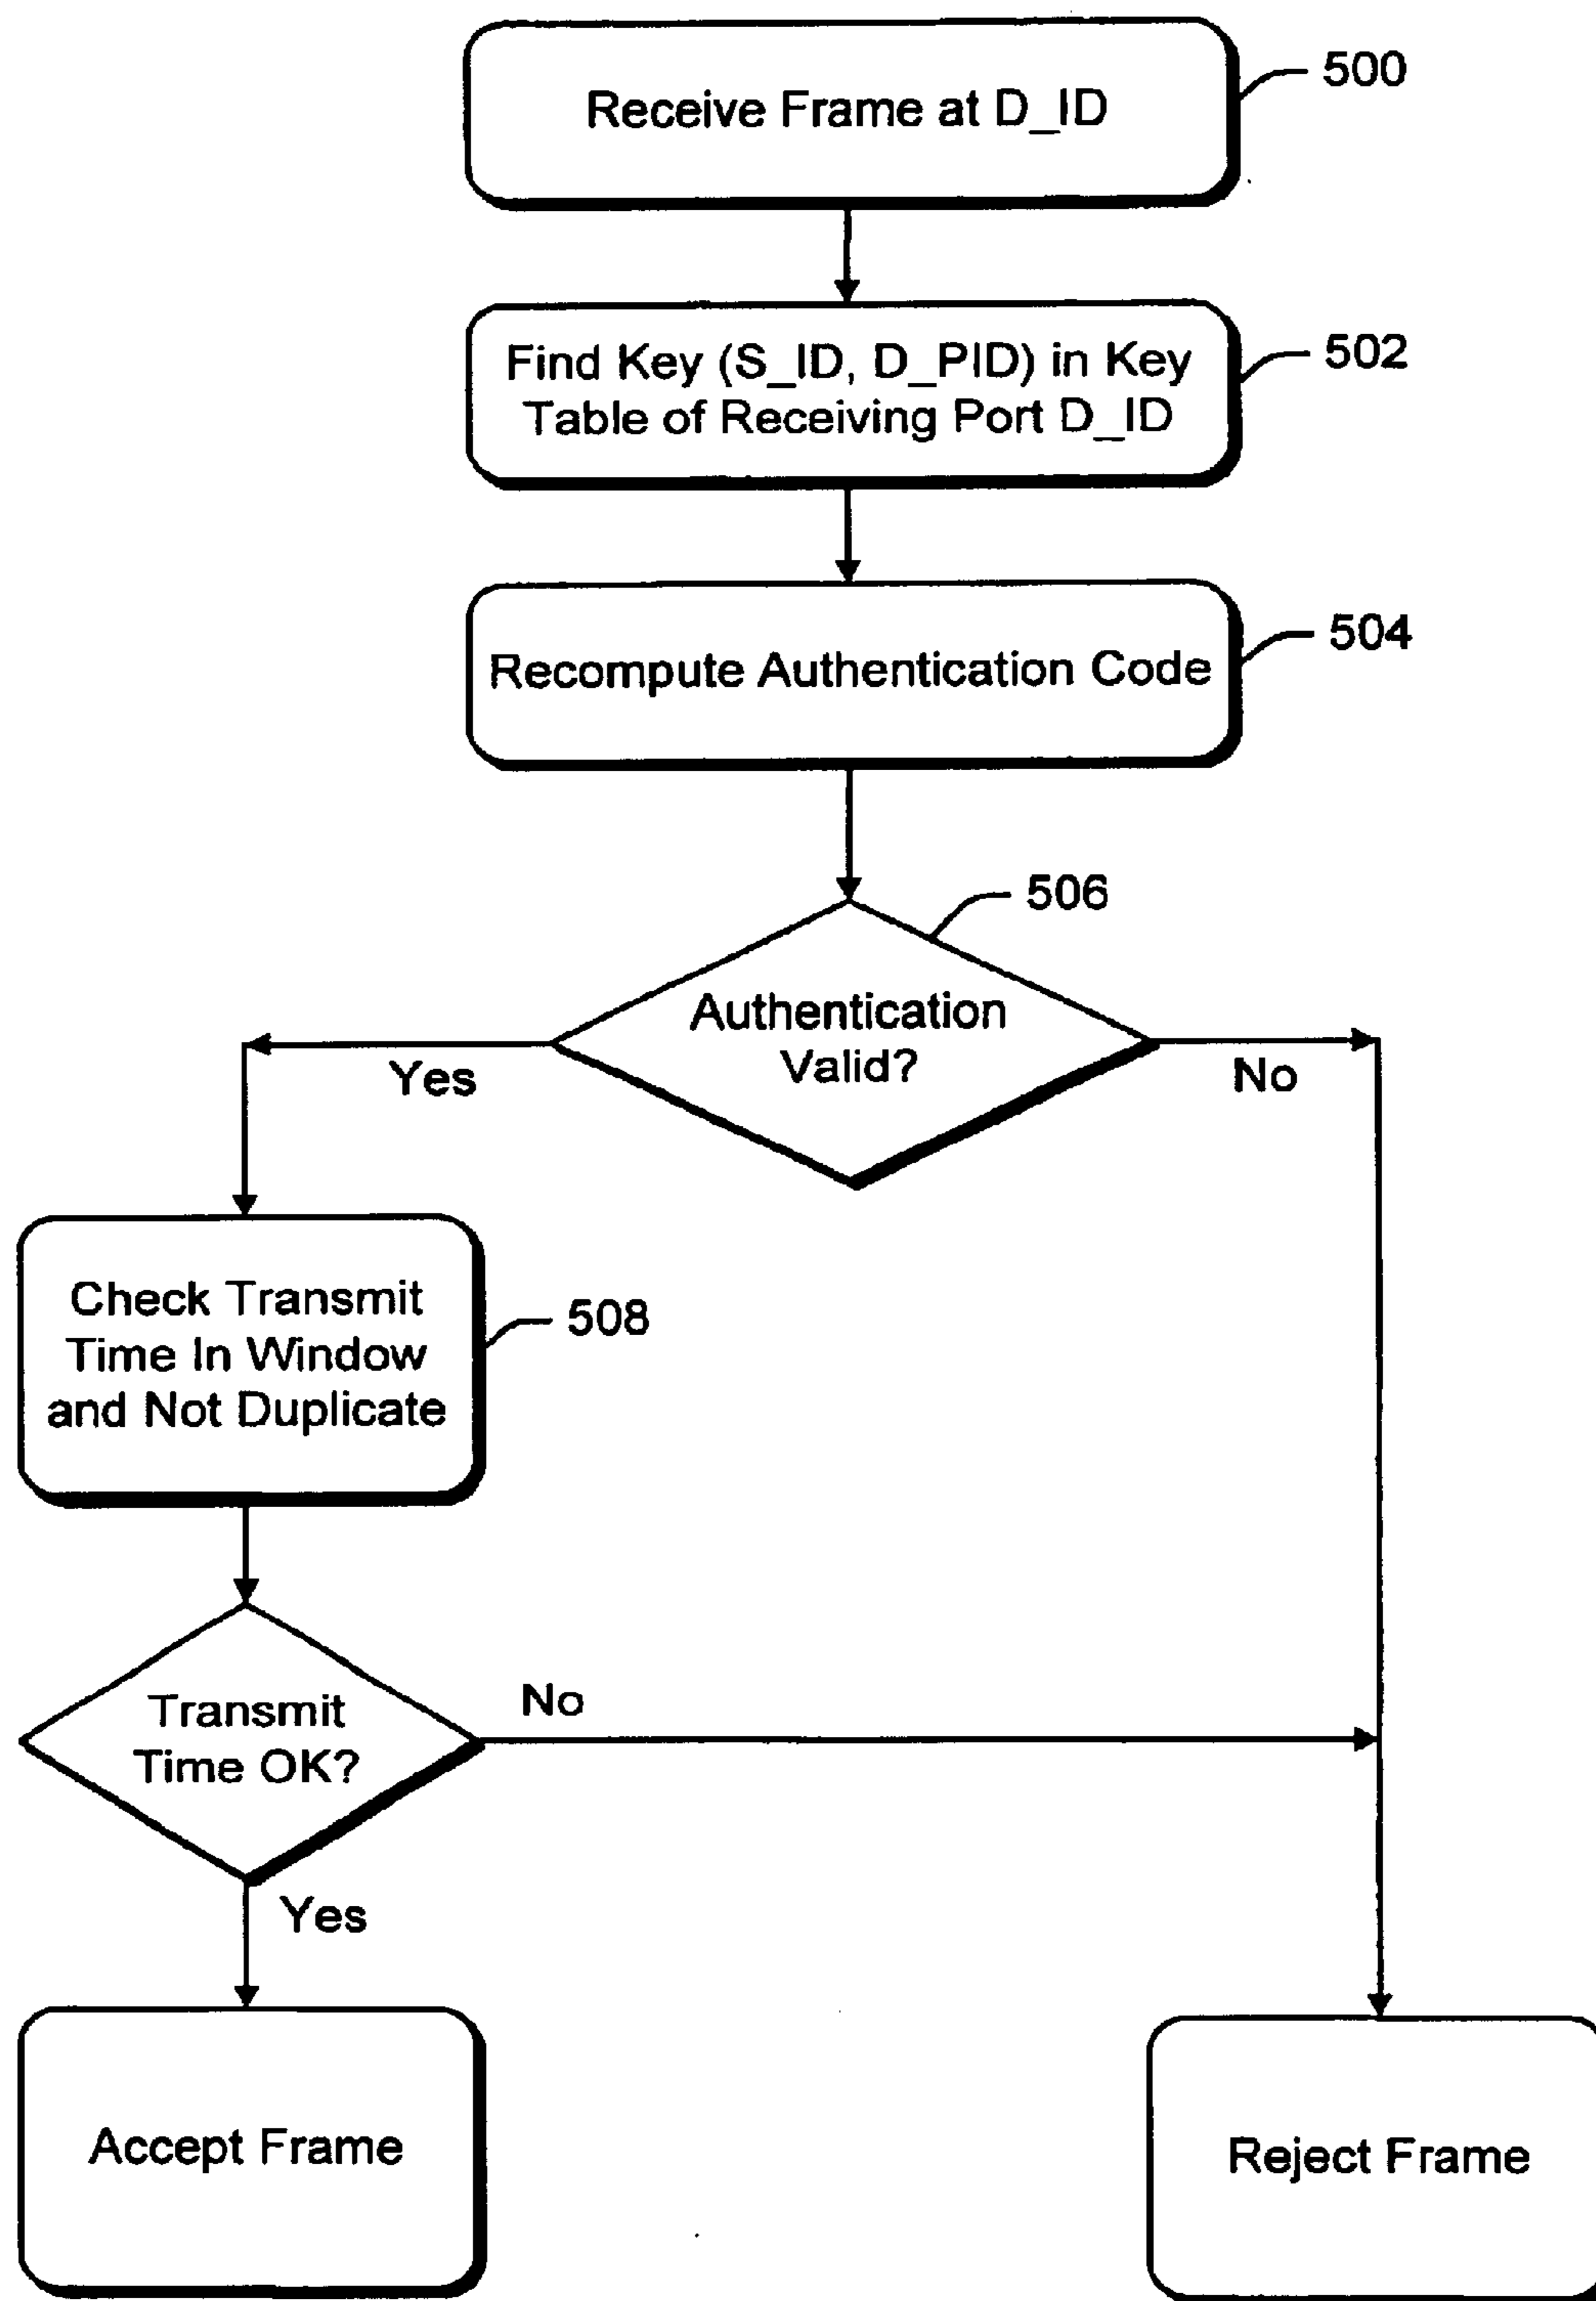 Receive Frame at D_ID
500
Find Key (S_ID, D_PID) in Key
Table of Receiving Port D_ID
502
Recompute Authentication Code
504
506
Authentication
Valid?
Yes
No
Check Transmit
Time In Window
and Not Duplicate
508
Transmit
Time OK?
No
Yes
Accept Frame
Reject Frame